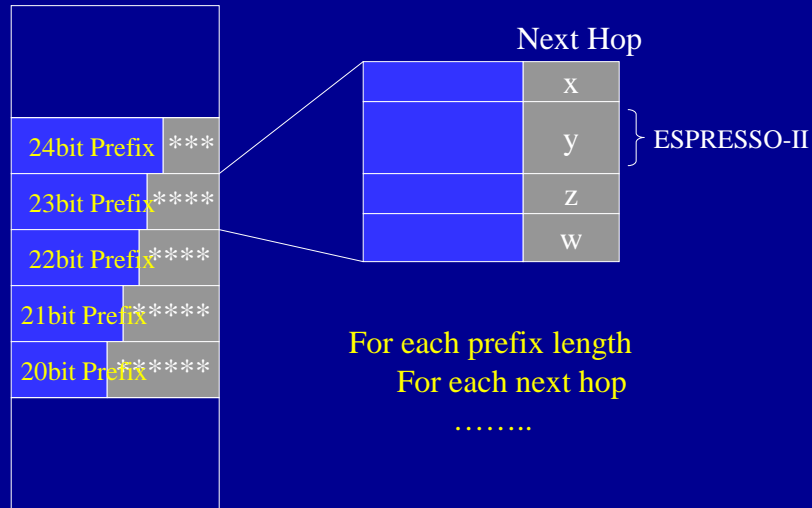 Next Hop
24bit Prefix ***
23bit Prefix ****
22bit Prefix ****
21bit Prefix *****
20bit Prefix ******
x
y
z
w
ESPRESSO-II
For each prefix length
For each next hop
……..